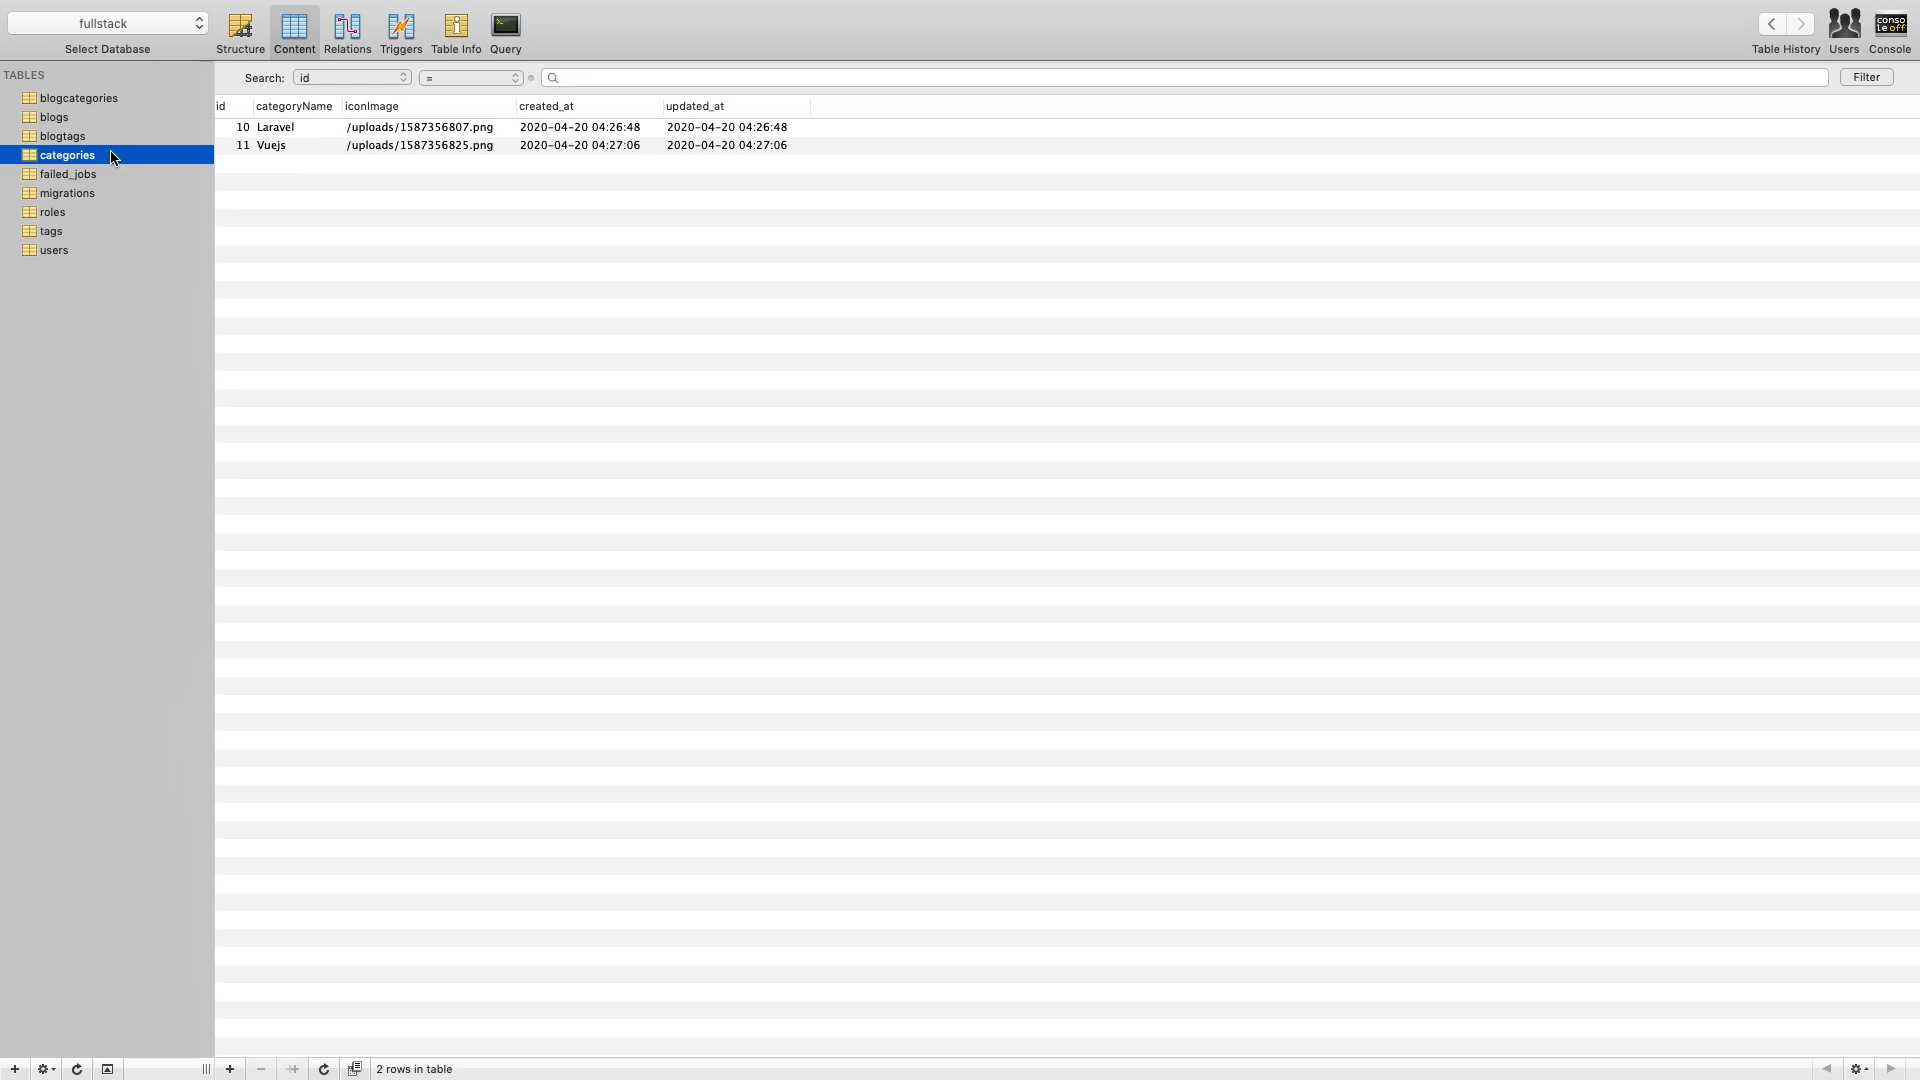 fullstack
Select Database
Structure
Content
Relations
Triggers
Table Info
Query
Table History
Users
conso
le off
Console
TABLES
blogcategories
blogs
blogtags
categories
failed_jobs
migrations
roles
tags
users
Search: id = Filter
id categoryName iconImage created_at updated_at
10 Laravel /uploads/1587356807.png 2020-04-20 04:26:48 2020-04-20 04:26:48
11 Vuejs /uploads/1587356825.png 2020-04-20 04:27:06 2020-04-20 04:27:06
2 rows in table